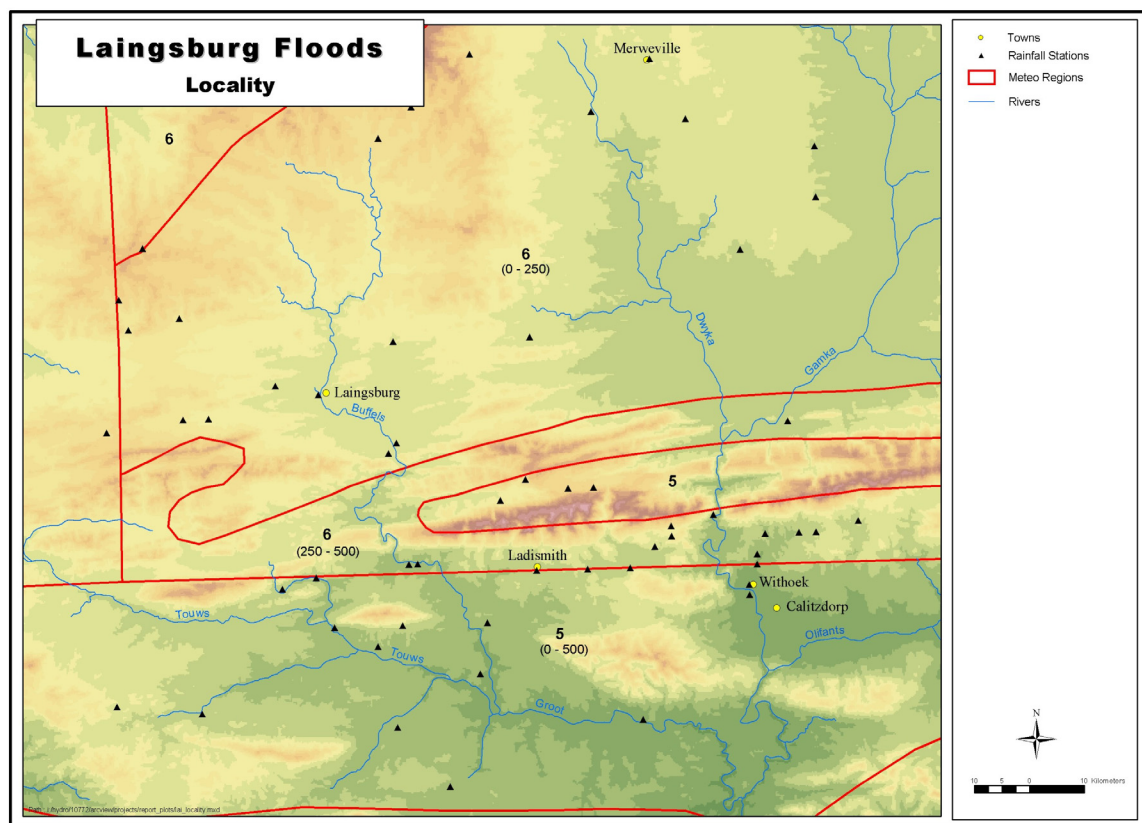 Laingsburg Floods
Locality
Merweville
6
6
(0 - 250)
Dwyka
Gamka
Laingsburg
Buffels
5
6
(250 - 500)
Ladismith
Withoek
Calitzdorp
Touws
Touws
5
(0 - 500)
Olifants
Groot
Towns
Rainfall Stations
Meteo Regions
Rivers
N
10 5 0 10 Kilometers